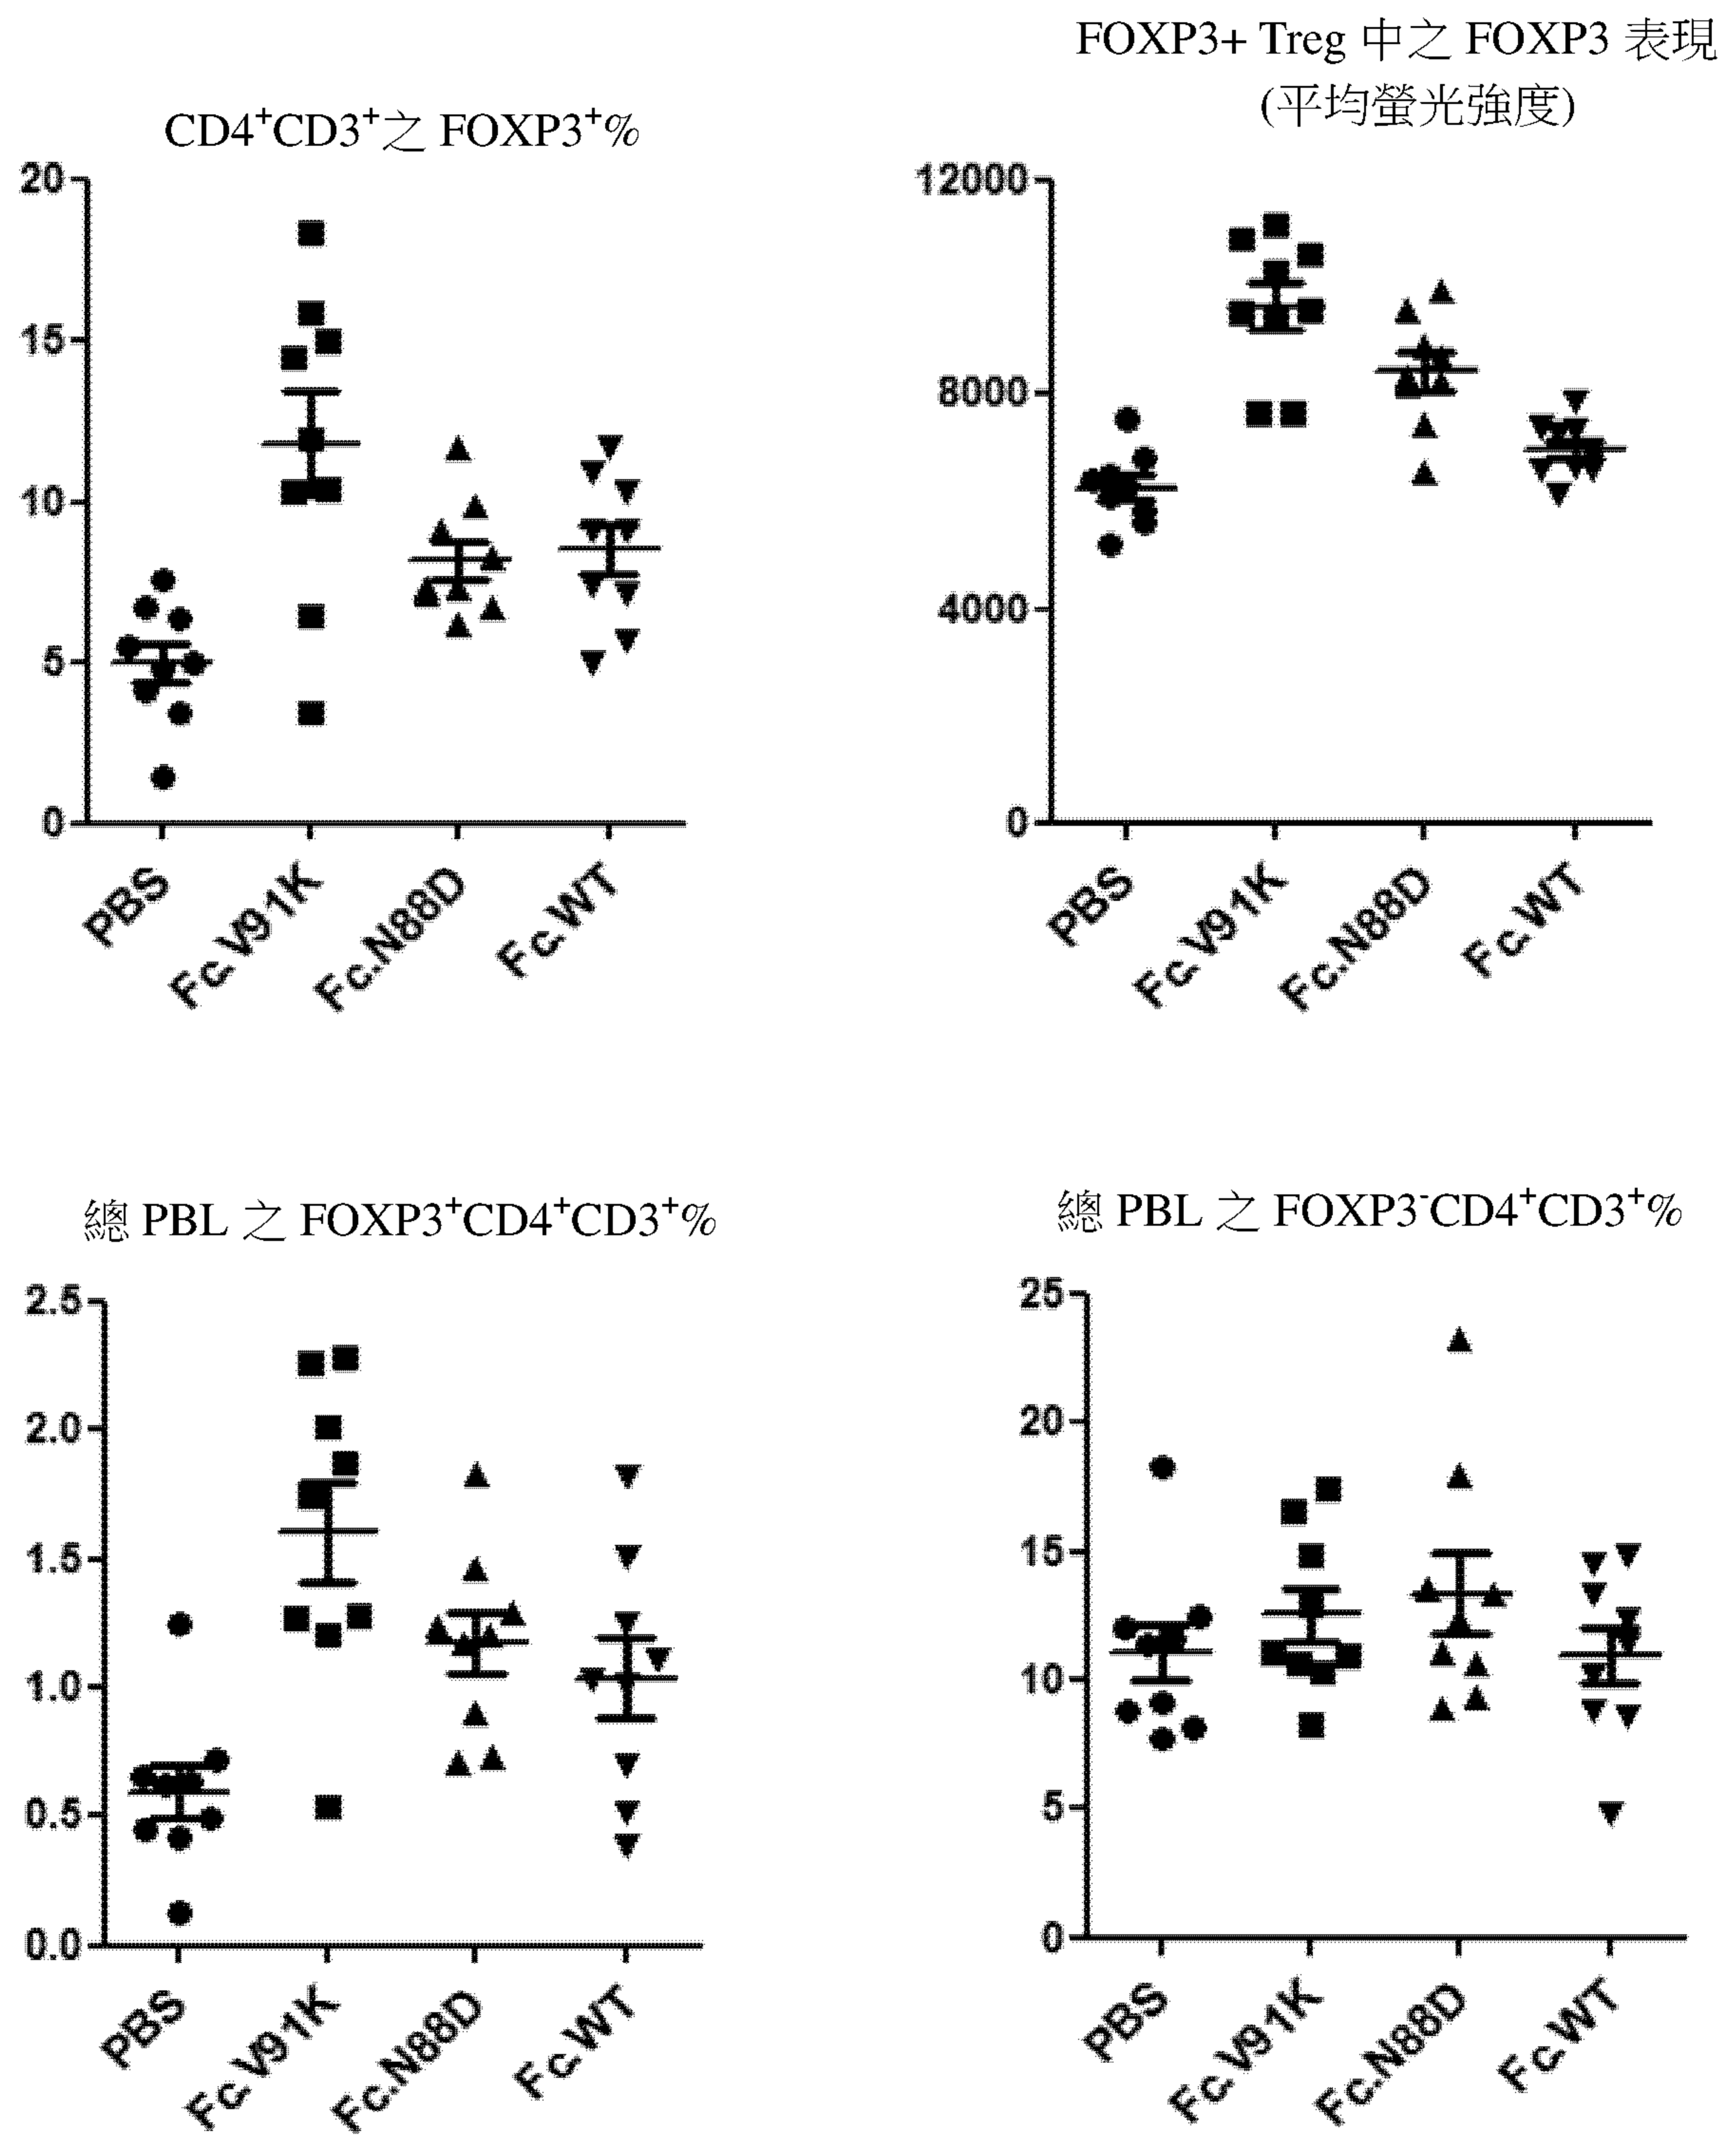 CD4⁺CD3⁺之 FOXP3⁺%
20
15
10
5
0
PBS
Fc.V91K
Fc.N88D
Fc.WT
FOXP3+ Treg 中之 FOXP3 表現
(平均螢光強度)
12000
8000
4000
0
PBS
Fc.V91K
Fc.N88D
Fc.WT
總 PBL 之 FOXP3⁺CD4⁺CD3⁺%
2.5
2.0
1.5
1.0
0.5
0.0
PBS
Fc.V91K
Fc.N88D
Fc.WT
總 PBL 之 FOXP3⁻CD4⁺CD3⁺%
25
20
15
10
5
0
PBS
Fc.V91K
Fc.N88D
Fc.WT